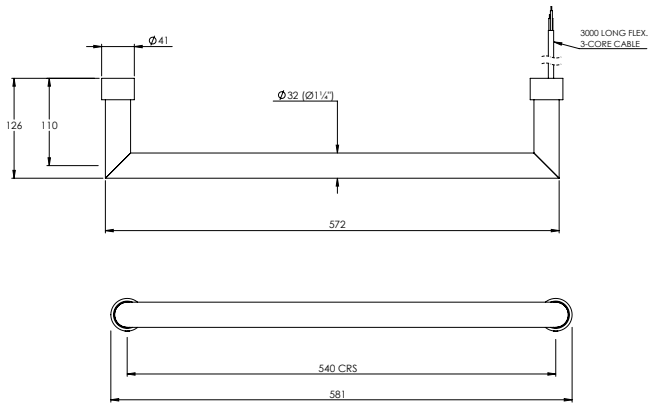 3000 LONG FLEX.
3-CORE CABLE
Ø41
Ø32 (Ø1¼")
126
110
572
540 CRS
581